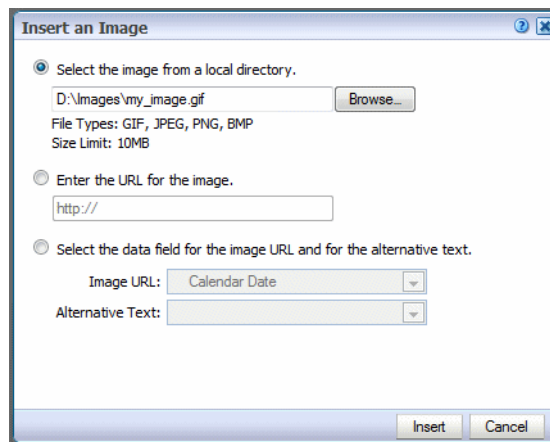 Insert an Image
Select the image from a local directory.
D:\Images\my_image.gif Browse...
File Types: GIF, JPEG, PNG, BMP
Size Limit: 10MB
Enter the URL for the image.
http://
Select the data field for the image URL and for the alternative text.
Image URL: Calendar Date
Alternative Text:
Insert Cancel